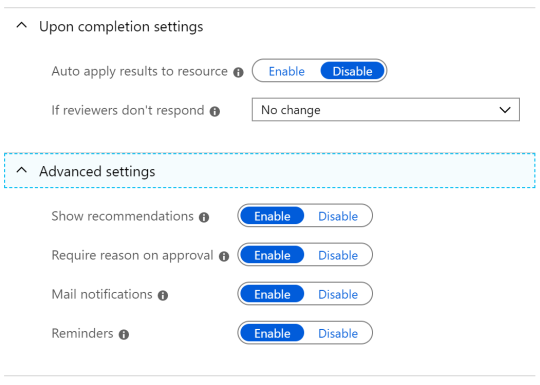 Upon completion settings
Auto apply results to resource Enable Disable
If reviewers don't respond No change
Advanced settings
Show recommendations Enable Disable
Require reason on approval Enable Disable
Mail notifications Enable Disable
Reminders Enable Disable